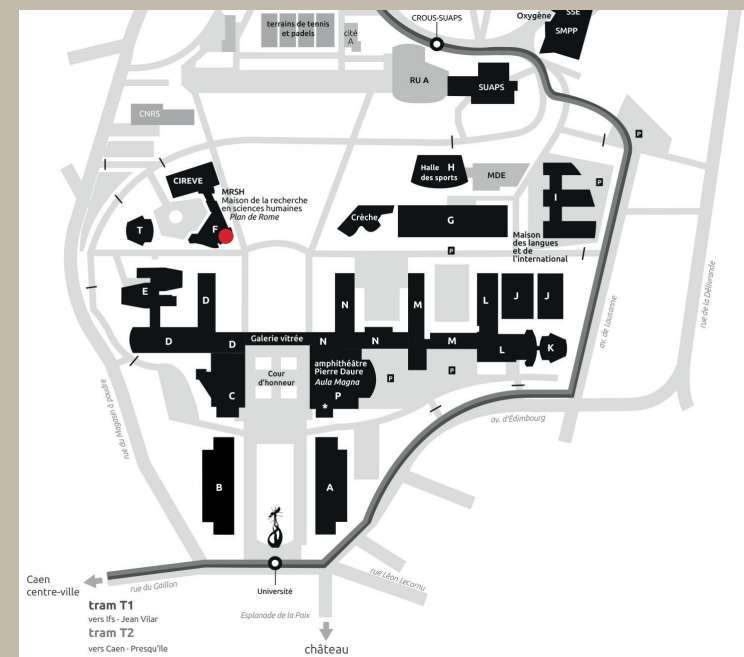 CROUS-SUAPS
Oxygène
SSE
SMPP
terrains de tennis
et padels
cité
A
RU A
SUAPS
CNRS
P
CIREVE
MRSH
Maison de la recherche
en sciences humaines
Plan de Rome
Halle H
des sports
MDE
P
I
T
F
Crèche
G
Maison
des langues
et de
l'international
P
E
D
N
M
L
J
J
rue de la Délivrande
av. de Lausanne
D
D
Galerie vitrée
N
N
M
L
K
amphithéâtre
Pierre Daure
Aula Magna
Cour
d'honneur
P
P
C
P
*
rue du Magasin à poudre
av. d'Édimbourg
B
A
Caen
centre-ville
rue du Gaillon
Université
rue Léon Lecornu
tram T1
vers Ifs - Jean Vilar
Esplanade de la Paix
tram T2
vers Caen - Presqu'île
château